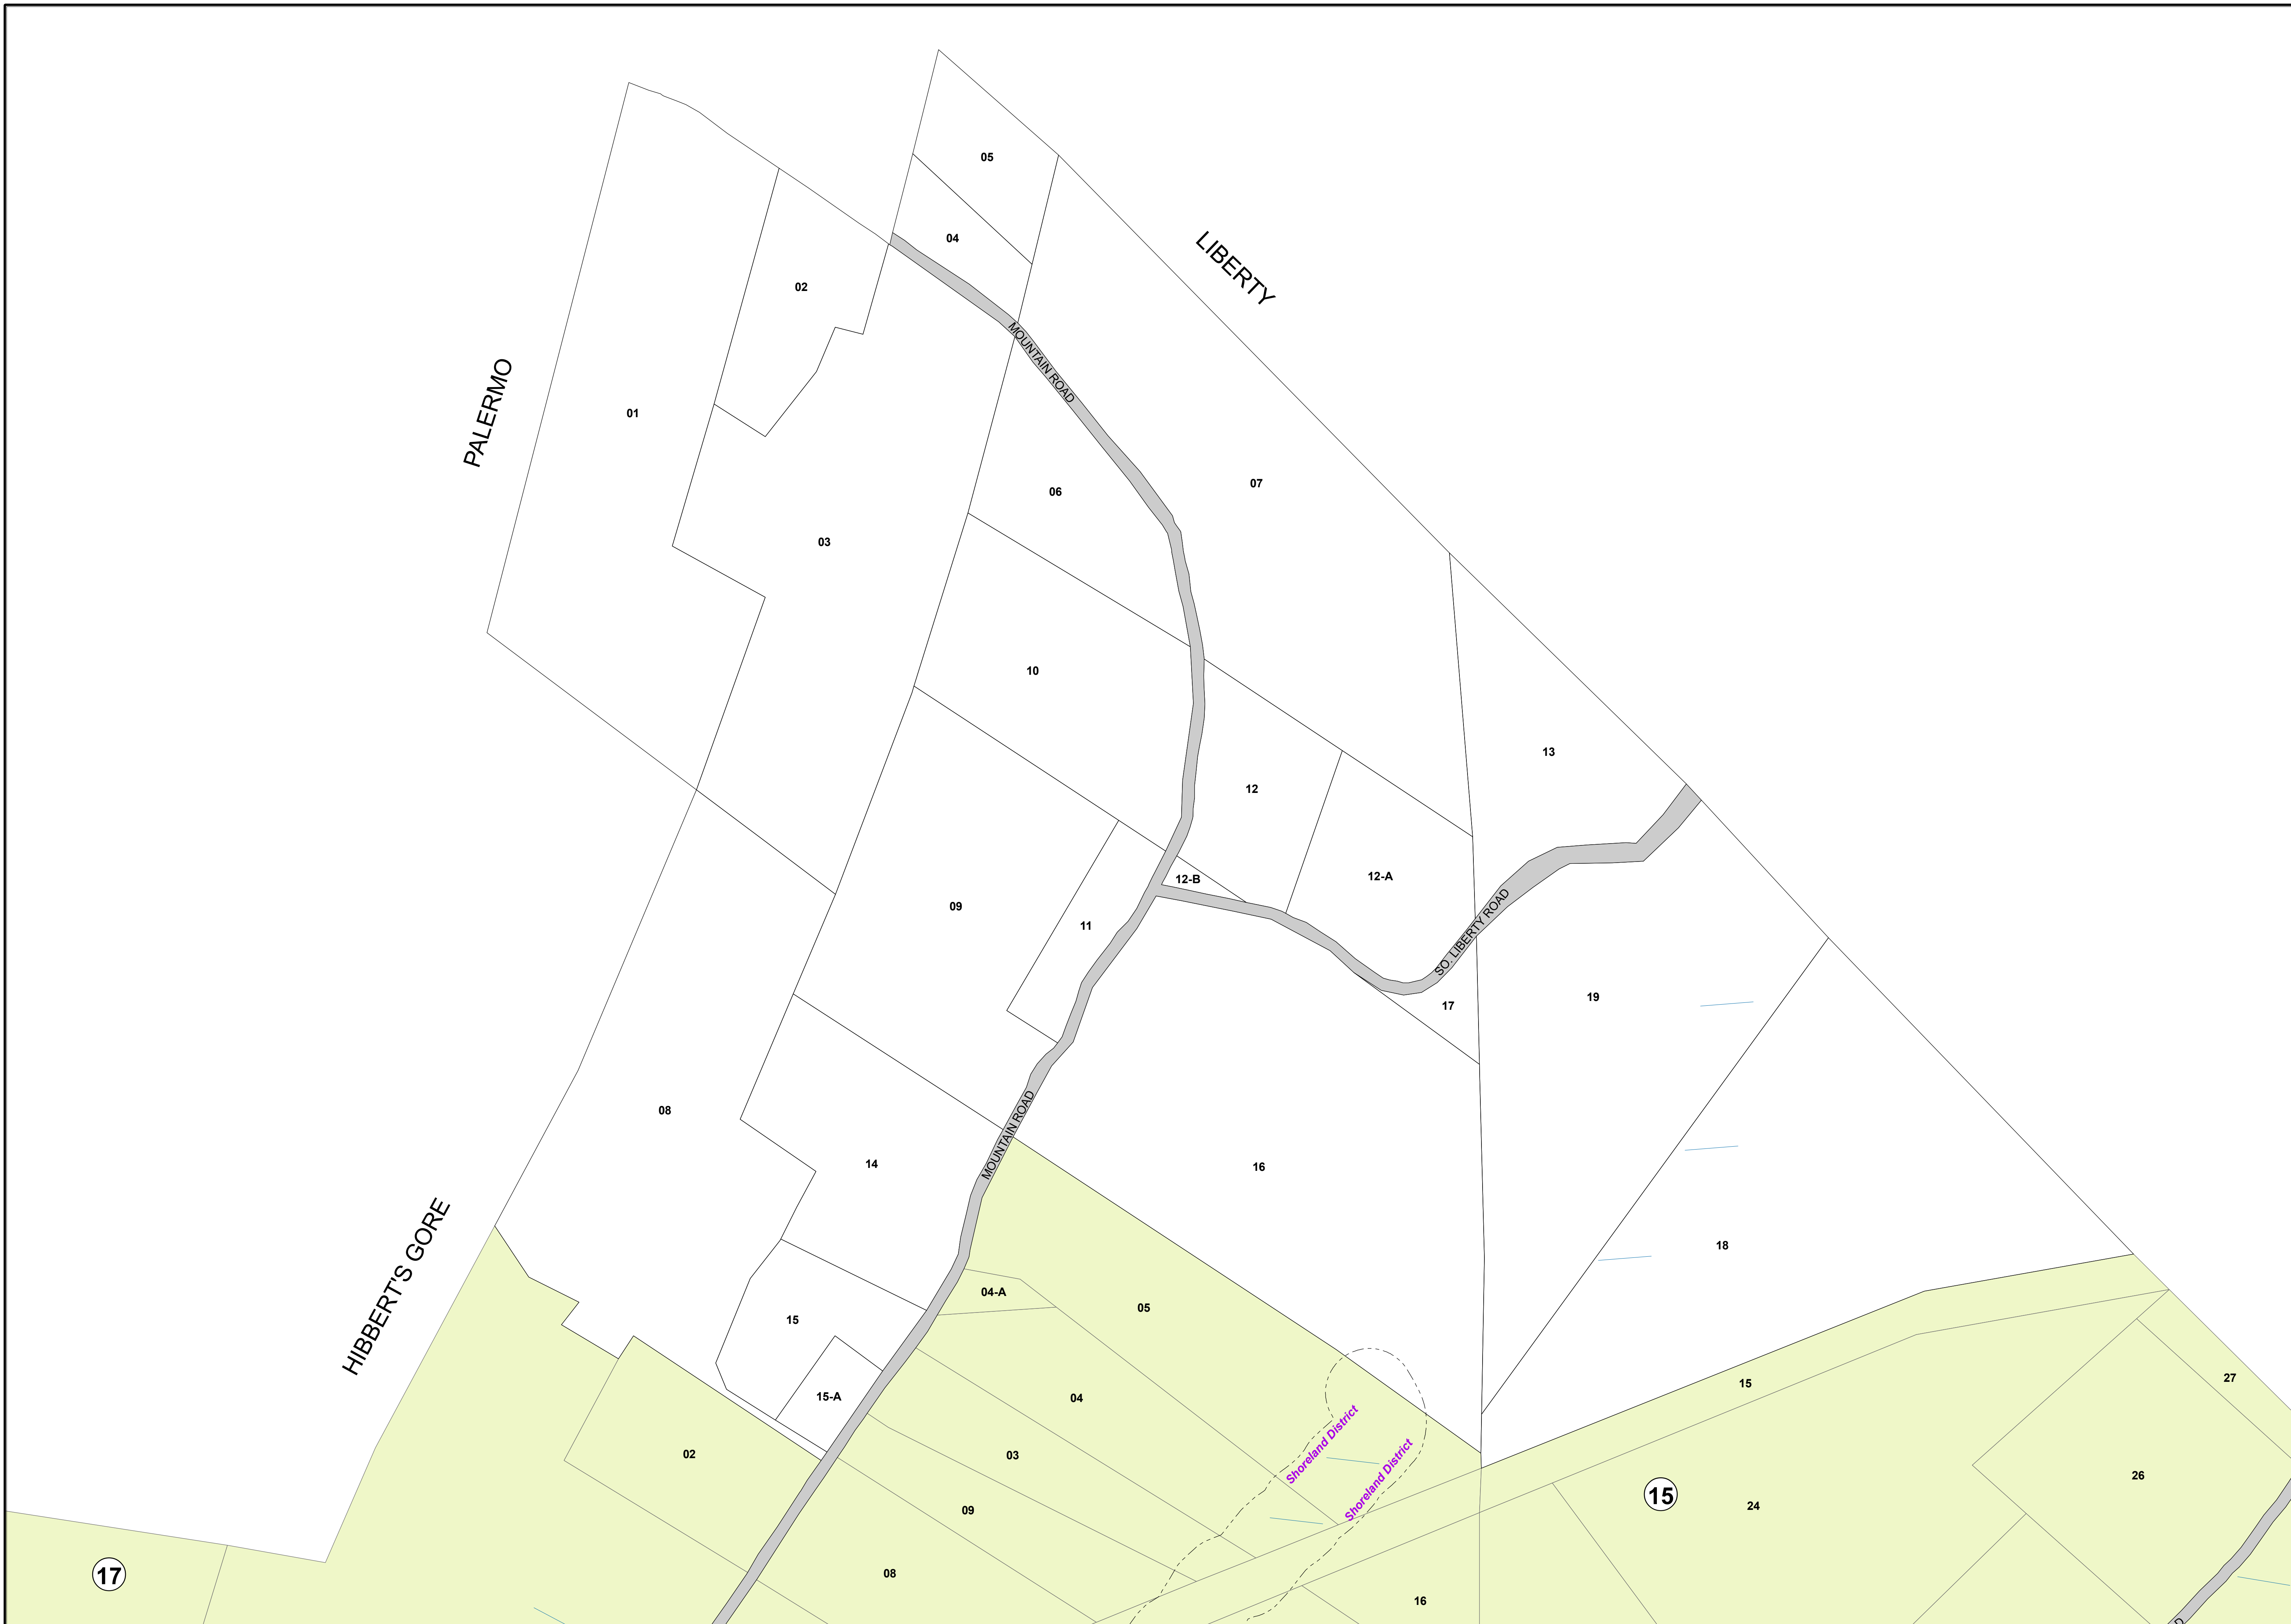 05
04
LIBERTY
02
MOUNTAIN ROAD
PALERMO
01
06
07
03
10
13
12
12-A
12-B
09
11
SO. LIBERTY ROAD
17
19
08
MOUNTAIN ROAD
14
16
HIBBERT'S GORE
18
04-A
05
15
15-A
04
15
27
Shoreland District
Shoreland District
02
03
15
24
26
09
17
08
16
D